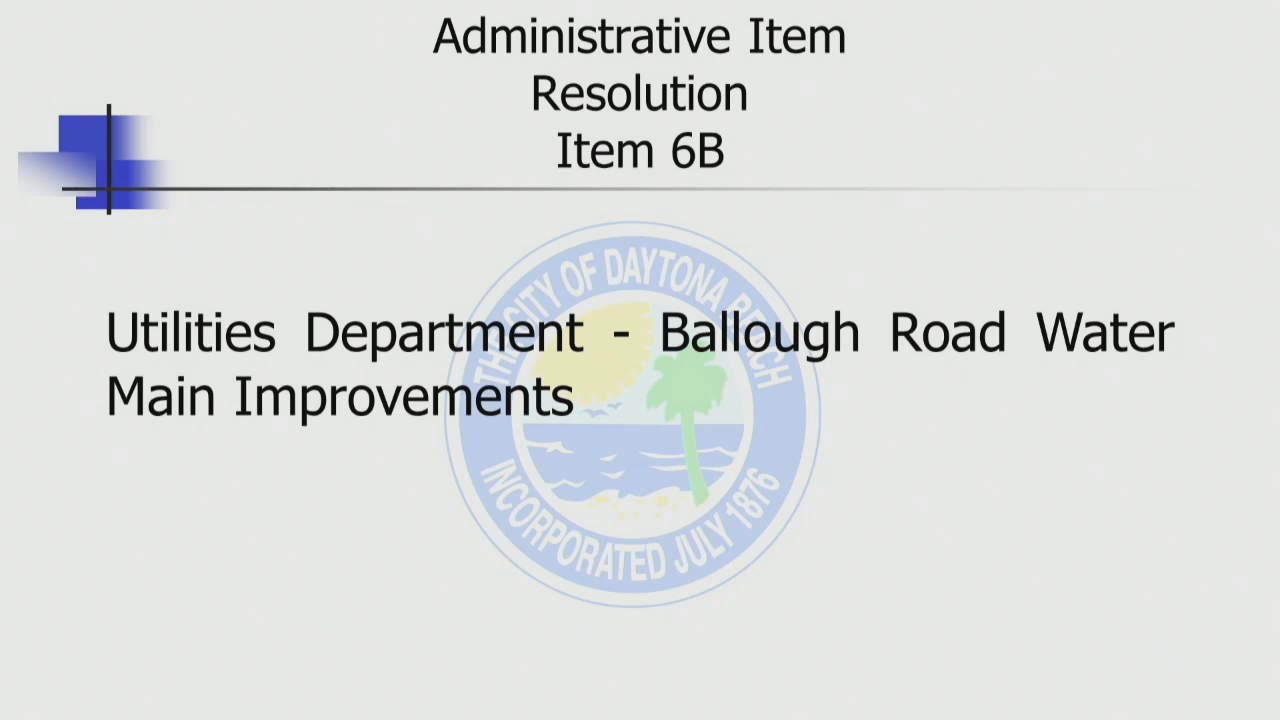 Administrative Item
Resolution
Item 6B
THE CITY OF DAYTONA BEACH
Utilities Department - Ballough Road Water
Main Improvements
INCORPORATED JULY 1876